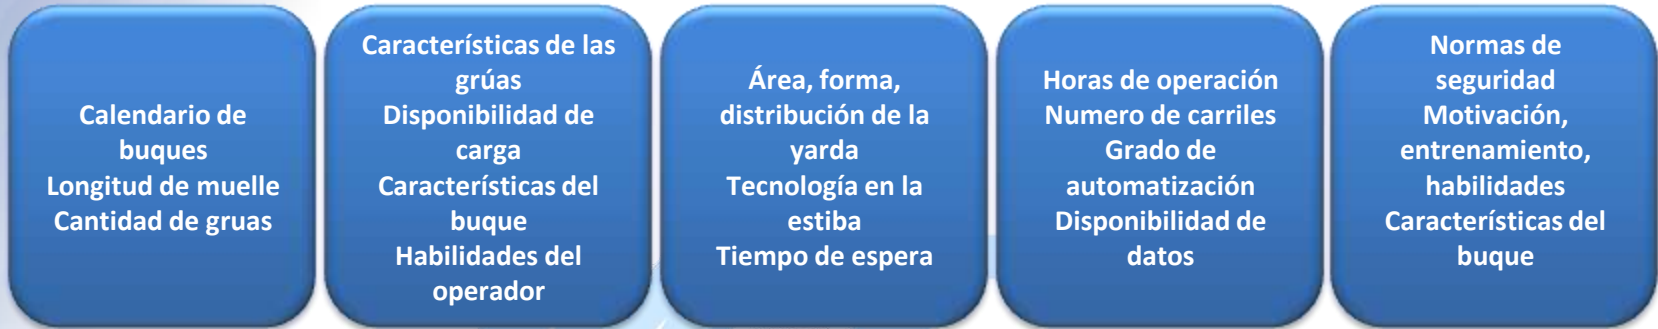 Calendario de
buques
Longitud de muelle
Cantidad de gruas
Características de las
grúas
Disponibilidad de
carga
Características del
buque
Habilidades del
operador
Área, forma,
distribución de la
yarda
Tecnología en la
estiba
Tiempo de espera
Horas de operación
Numero de carriles
Grado de
automatización
Disponibilidad de
datos
Normas de
seguridad
Motivación,
entrenamiento,
habilidades
Características del
buque